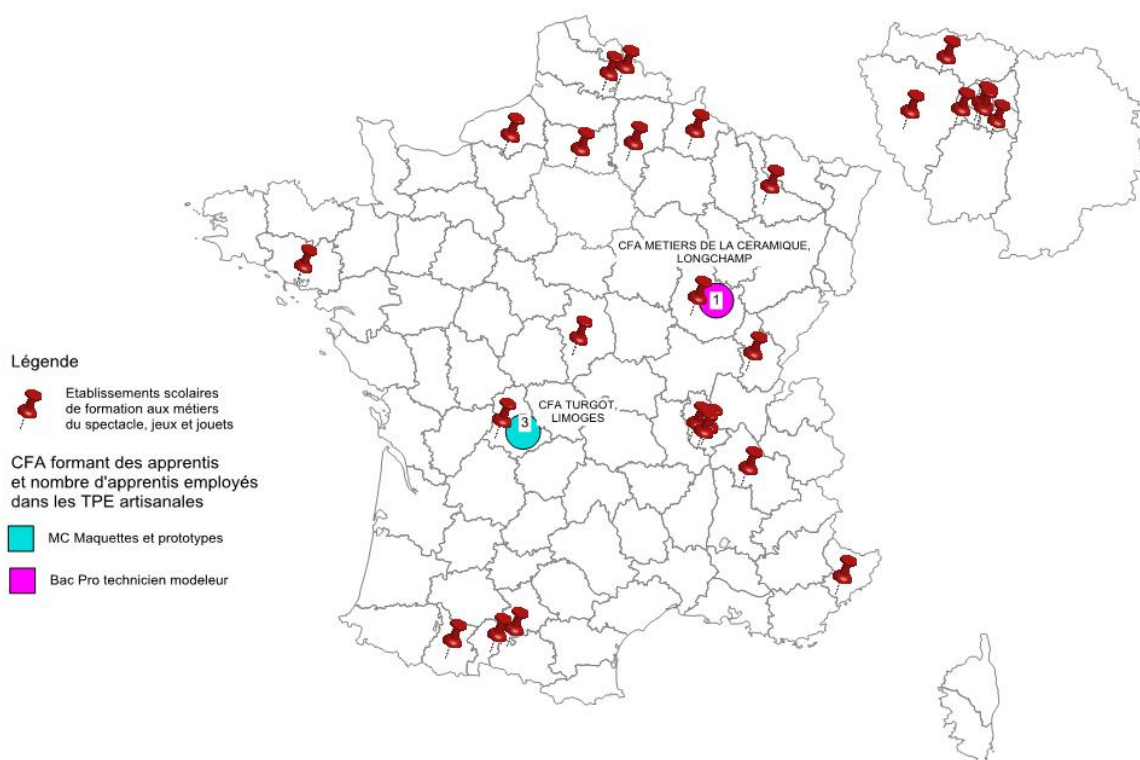 CFA METIERS DE LA CERAMIQUE,
LONGCHAMP
1
Légende
Etablissements scolaires
de formation aux métiers
du spectacle, jeux et jouets
CFA TURGOT,
LIMOGES
3
CFA formant des apprentis
et nombre d'apprentis employés
dans les TPE artisanales
MC Maquettes et prototypes
Bac Pro technicien modeleur